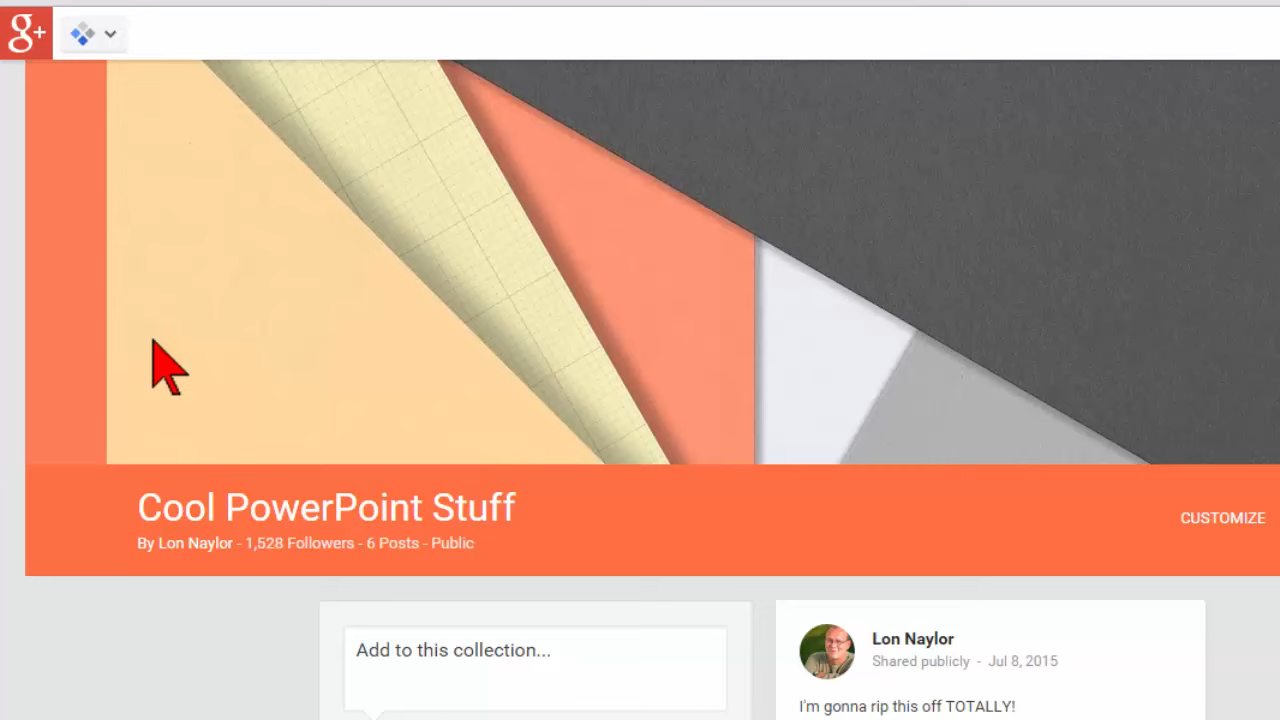 g+
Cool PowerPoint Stuff
By Lon Naylor - 1,528 Followers - 6 Posts - Public
CUSTOMIZE
Add to this collection...
Lon Naylor
Shared publicly - Jul 8, 2015
I'm gonna rip this off TOTALLY!